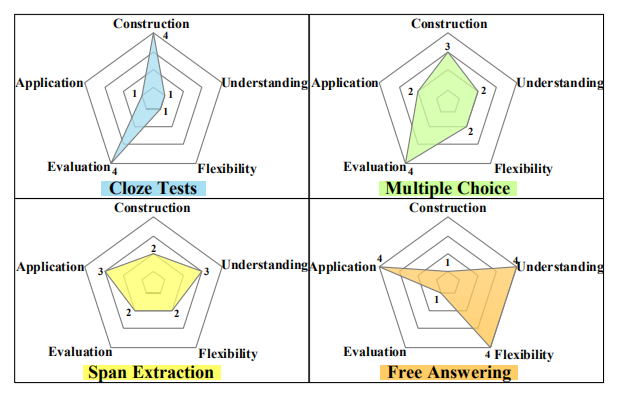 Construction
4
Application
Understanding
1
1
1
Evaluation
4
Flexibility
Cloze Tests
Construction
3
Application
Understanding
2
2
2
Evaluation
4
Flexibility
Multiple Choice
Construction
2
Application
Understanding
3
3
2
2
Evaluation
Flexibility
Span Extraction
Construction
4
1
4
Application
Understanding
1
Evaluation
4
Flexibility
Free Answering